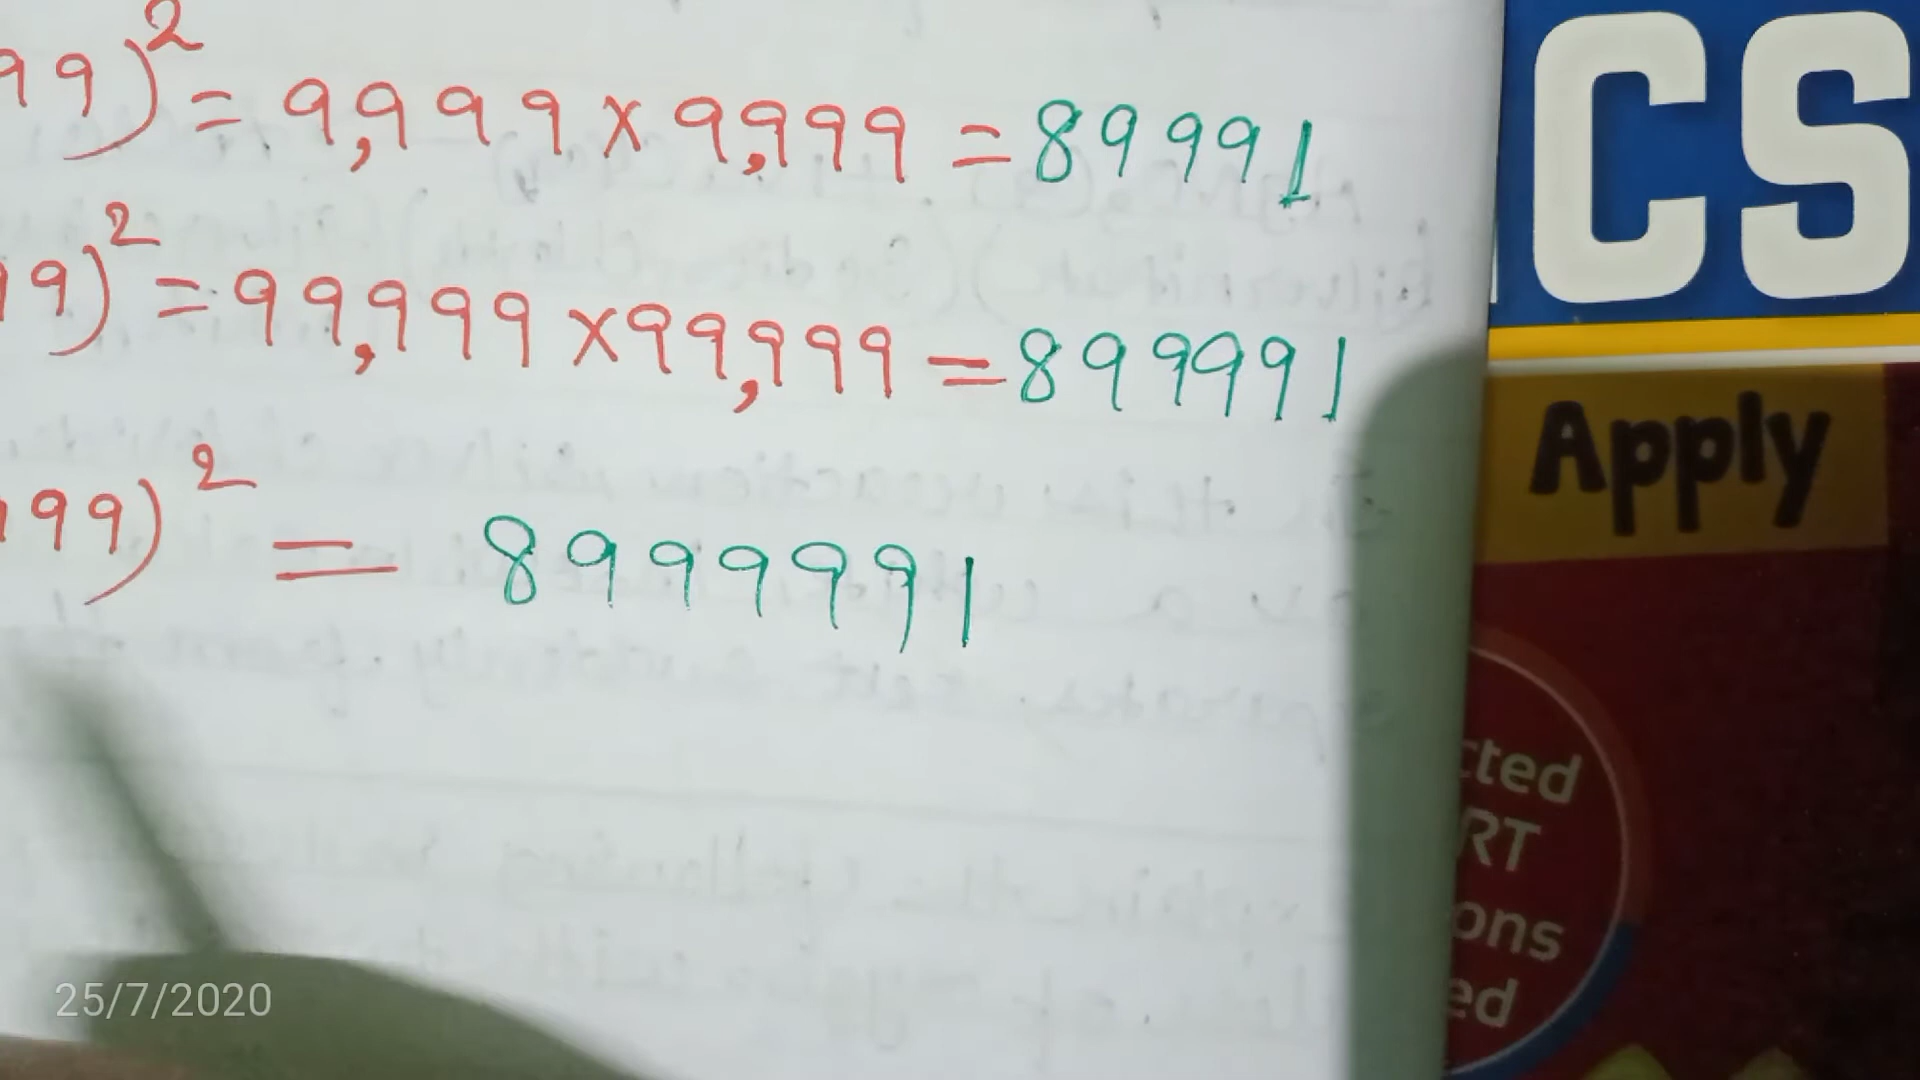 99)² = 9,999 × 9,999 = 89991
99)² = 99,999 × 99,999 = 899991
99)² = 8999991
CS
Apply
cted
RT
ons
ed
25/7/2020